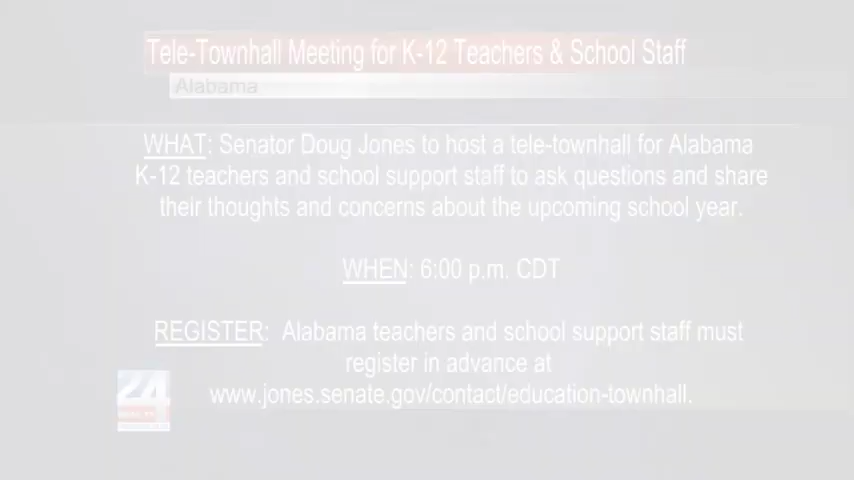 Tele-Townhall Meeting for K-12 Teachers & School Staff
Alabama
WHAT: Senator Doug Jones to host a tele-townhall for Alabama
K-12 teachers and school support staff to ask questions and share
their thoughts and concerns about the upcoming school year.
WHEN: 6:00 p.m. CDT
REGISTER: Alabama teachers and school support staff must
register in advance at
www.jones.senate.gov/contact/education-townhall.
24